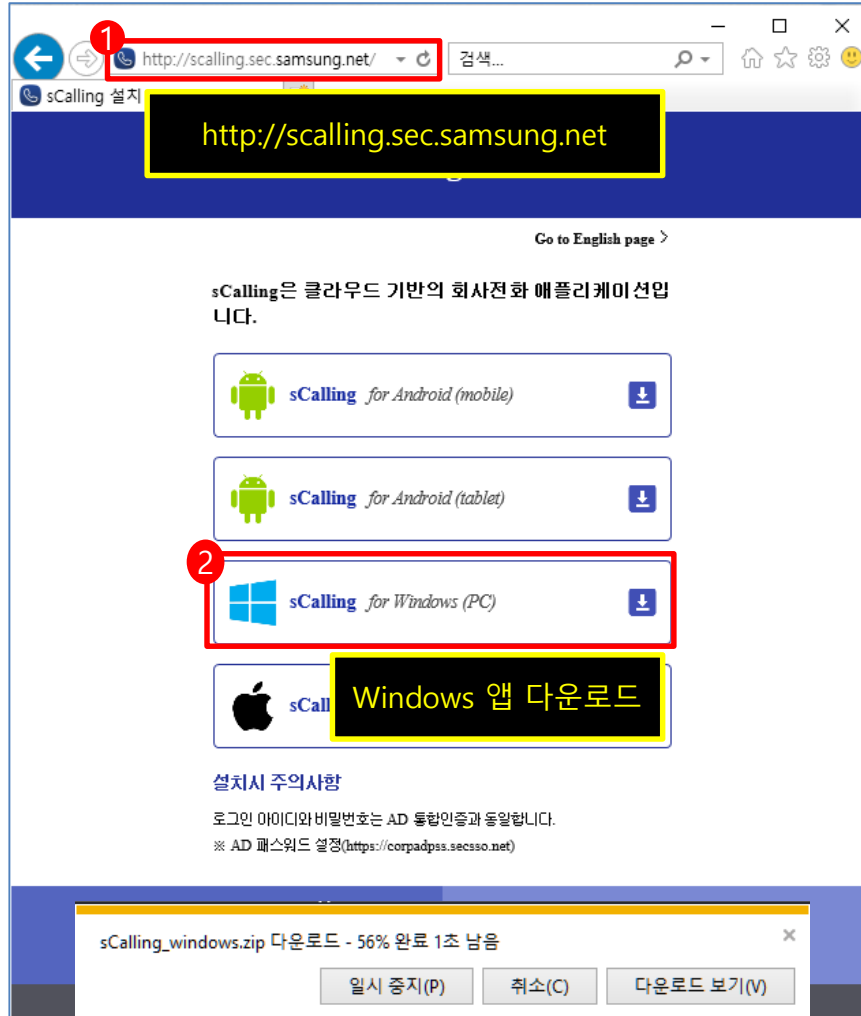 1
http://scalling.sec.samsung.net/
검색...
sCalling 설치
http://scalling.sec.samsung.net
Go to English page >
sCalling은 클라우드 기반의 회사전화 애플리케이션입
니다.
sCalling for Android (mobile)
sCalling for Android (tablet)
2
sCalling for Windows (PC)
Windows 앱 다운로드
sCall
설치시 주의사항
로그인 아이디와 비밀번호는 AD 통합인증과 동일합니다.
※ AD 패스워드 설정(https://corpadpss.secsso.net)
sCalling_windows.zip 다운로드 - 56% 완료 1초 남음
일시 중지(P) 취소(C) 다운로드 보기(V)